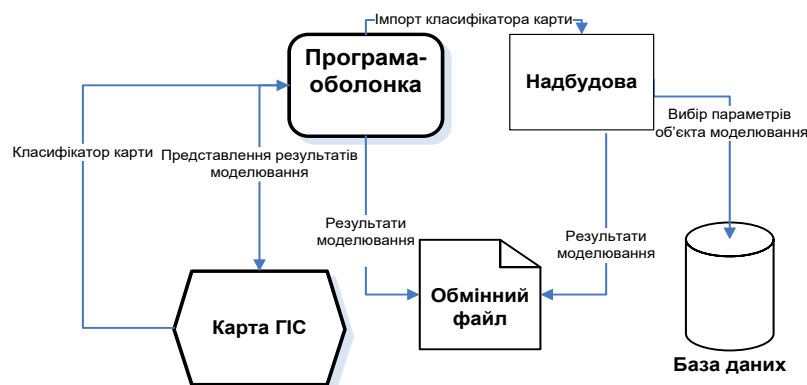 Імпорт класифікатора карти
Програма-
оболонка
Надбудова
Вибір параметрів
об’єкта моделювання
Класифікатор карти
Представлення результатів
моделювання
Результати
моделювання
Результати
моделювання
Обмінний
файл
Карта ГІС
База даних